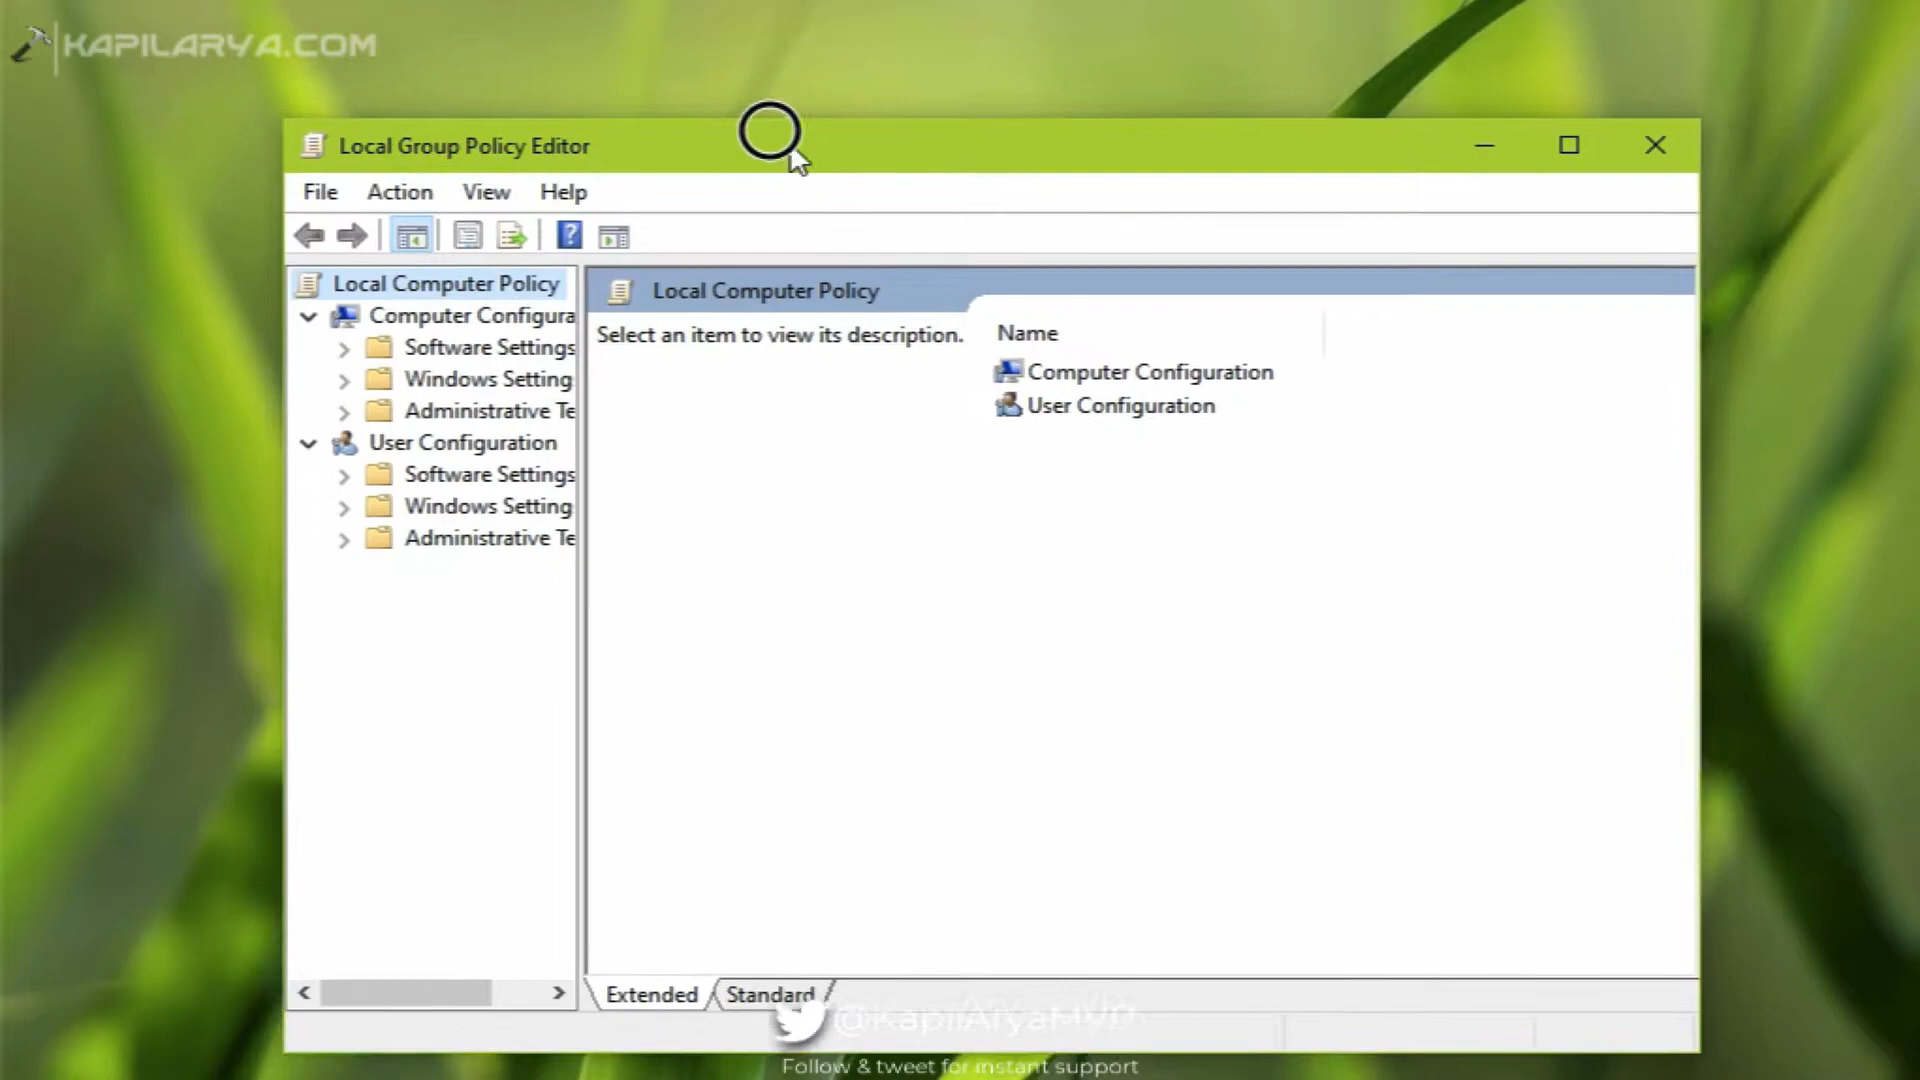 KAPILARYA.COM
Local Group Policy Editor
File Action View Help
Local Computer Policy
Computer Configura
Software Settings
Windows Setting
Administrative Te
User Configuration
Software Settings
Windows Setting
Administrative Te
Local Computer Policy
Select an item to view its description.
Name
Computer Configuration
User Configuration
Extended Standard
@KapilAryaMVP
Follow & tweet for instant support